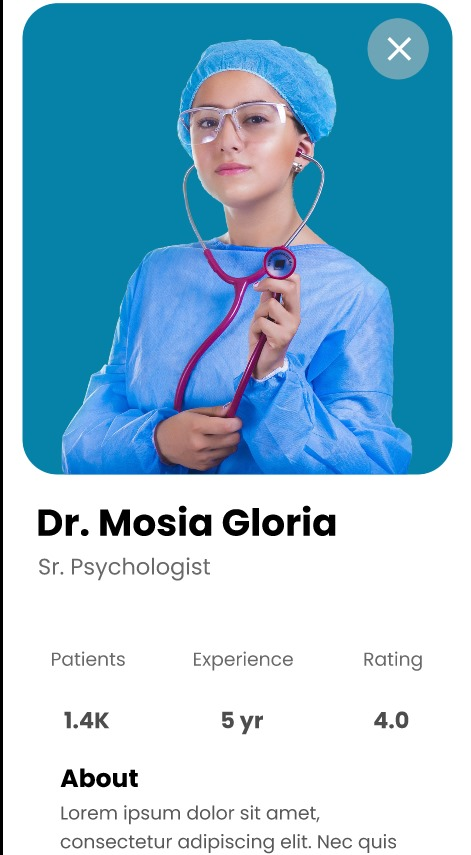 Dr. Mosia Gloria
Sr. Psychologist
Patients Experience Rating
1.4K 5 yr 4.0
About
Lorem ipsum dolor sit amet,
consectetur adipiscing elit. Nec quis